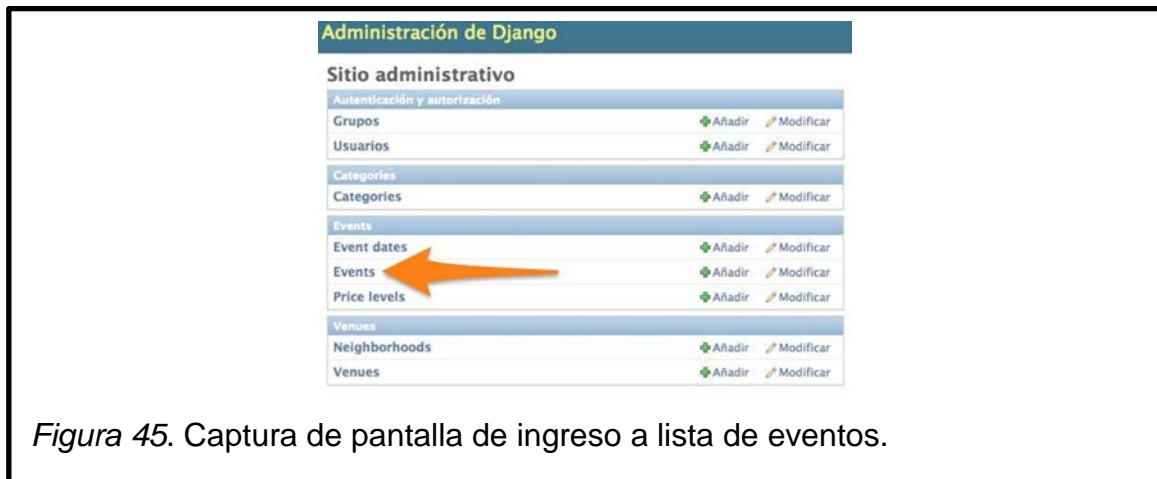 Administración de Django
Sitio administrativo
Autenticación y autorización
Grupos Añadir Modificar
Usuarios Añadir Modificar
Categories
Categories Añadir Modificar
Events
Event dates Añadir Modificar
Events Añadir Modificar
Price levels Añadir Modificar
Venues
Neighborhoods Añadir Modificar
Venues Añadir Modificar
Figura 45. Captura de pantalla de ingreso a lista de eventos.